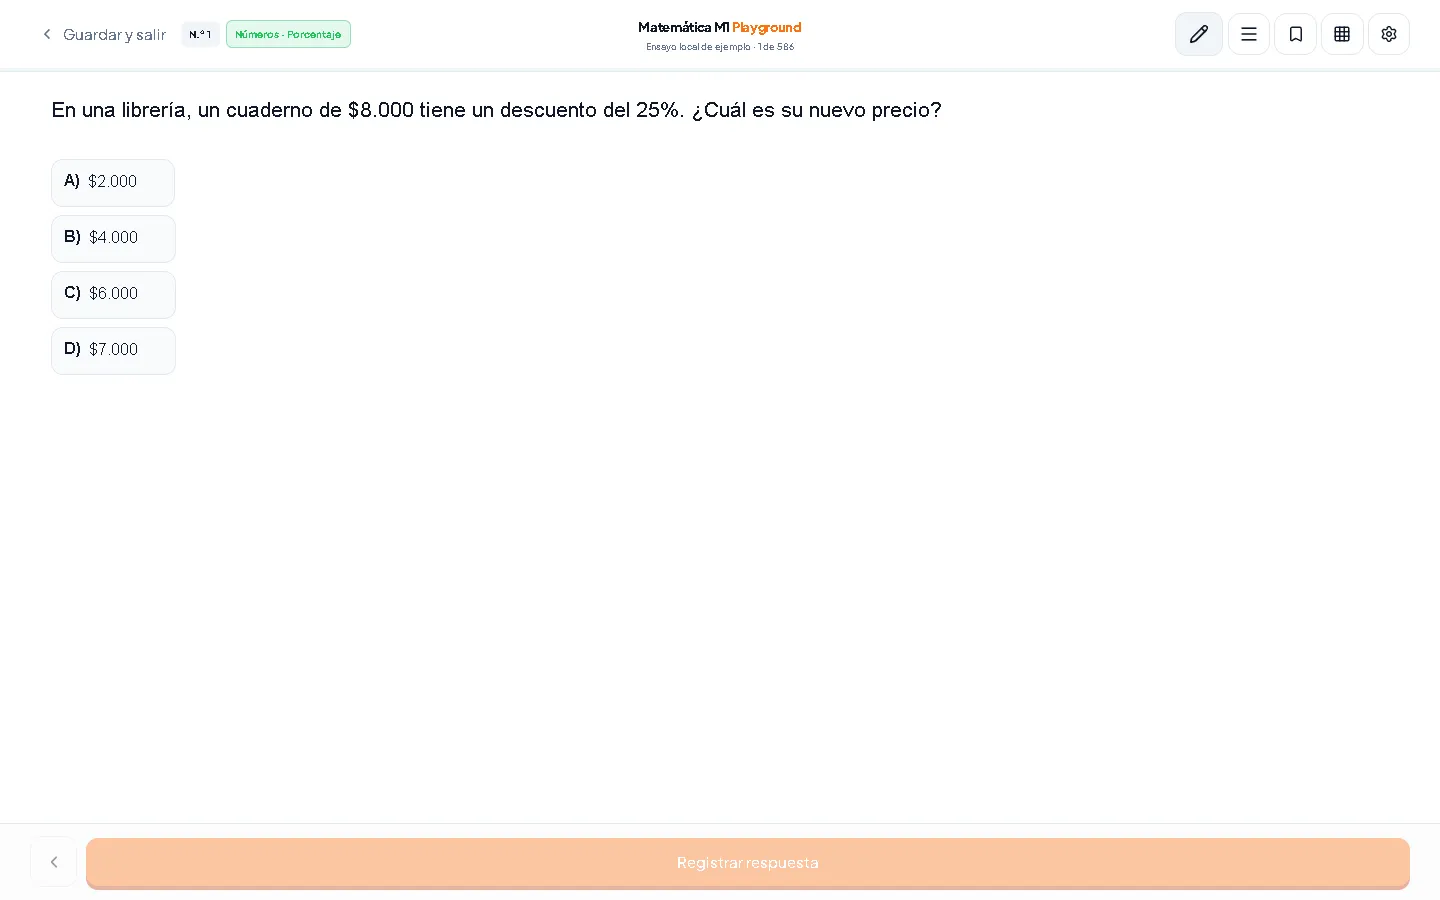 Guardar y salir
N.º 1
Números · Porcentaje
Matemática M1 Playground
Ensayo local de ejemplo · 1 de 586
En una librería, un cuaderno de $8.000 tiene un descuento del 25%. ¿Cuál es su nuevo precio?
A) $2.000
B) $4.000
C) $6.000
D) $7.000
Registrar respuesta